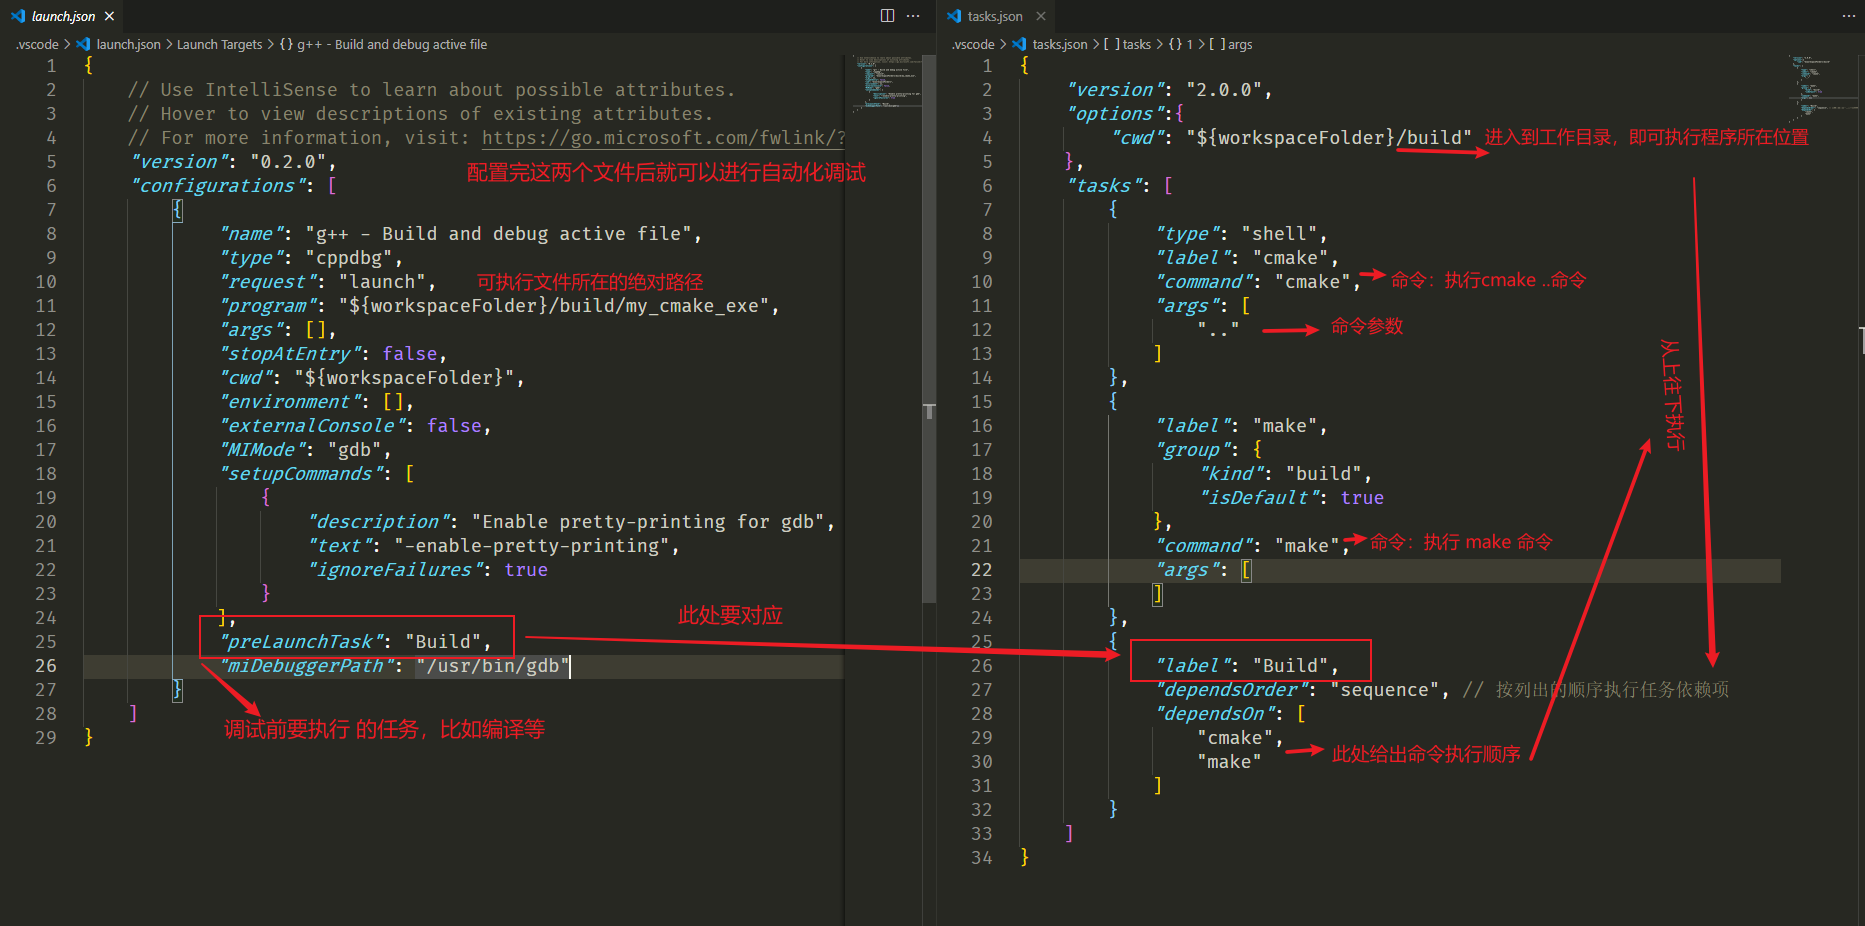 launch.json
.vscode > launch.json > Launch Targets > {} g++ - Build and debug active file
1 {
2 // Use IntelliSense to learn about possible attributes.
3 // Hover to view descriptions of existing attributes.
4 // For more information, visit: https://go.microsoft.com/fwlink/?
5 "version": "0.2.0",
配置完这两个文件后就可以进行自动化调试
6 "configurations": [
7 {
8 "name": "g++ - Build and debug active file",
9 "type": "cppdbg",
10 "request": "launch", 可执行文件所在的绝对路径
11 "program": "${workspaceFolder}/build/my_cmake_exe",
12 "args": [],
13 "stopAtEntry": false,
14 "cwd": "${workspaceFolder}",
15 "environment": [],
16 "externalConsole": false,
17 "MIMode": "gdb",
18 "setupCommands": [
19 {
20 "description": "Enable pretty-printing for gdb",
21 "text": "-enable-pretty-printing",
22 "ignoreFailures": true
23 }
24 ],
此处要对应
25 "preLaunchTask": "Build",
26 "miDebuggerPath": "/usr/bin/gdb"
27 }
28 ]
调试前要执行 的任务，比如编译等
29 }
tasks.json
.vscode > tasks.json > [ ] tasks > {} 1 > [ ] args
1 {
2 "version": "2.0.0",
3 "options":{
4 "cwd": "${workspaceFolder}/build" 进入到工作目录，即可执行程序所在位置
5 },
6 "tasks": [
7 {
8 "type": "shell",
9 "label": "cmake",
10 "command": "cmake", 命令：执行cmake ..命令
11 "args": [
12 ".." 命令参数
13 ]
14 },
从上往下执行
15 {
16 "label": "make",
17 "group": {
18 "kind": "build",
19 "isDefault": true
20 },
21 "command": "make", 命令：执行 make 命令
22 "args": [
23 ]
24 },
25 {
26 "label": "Build",
27 "dependsOrder": "sequence", // 按列出的顺序执行任务依赖项
28 "dependsOn": [
29 "cmake",
此处给出命令执行顺序
30 "make"
31 ]
32 }
33 ]
34 }